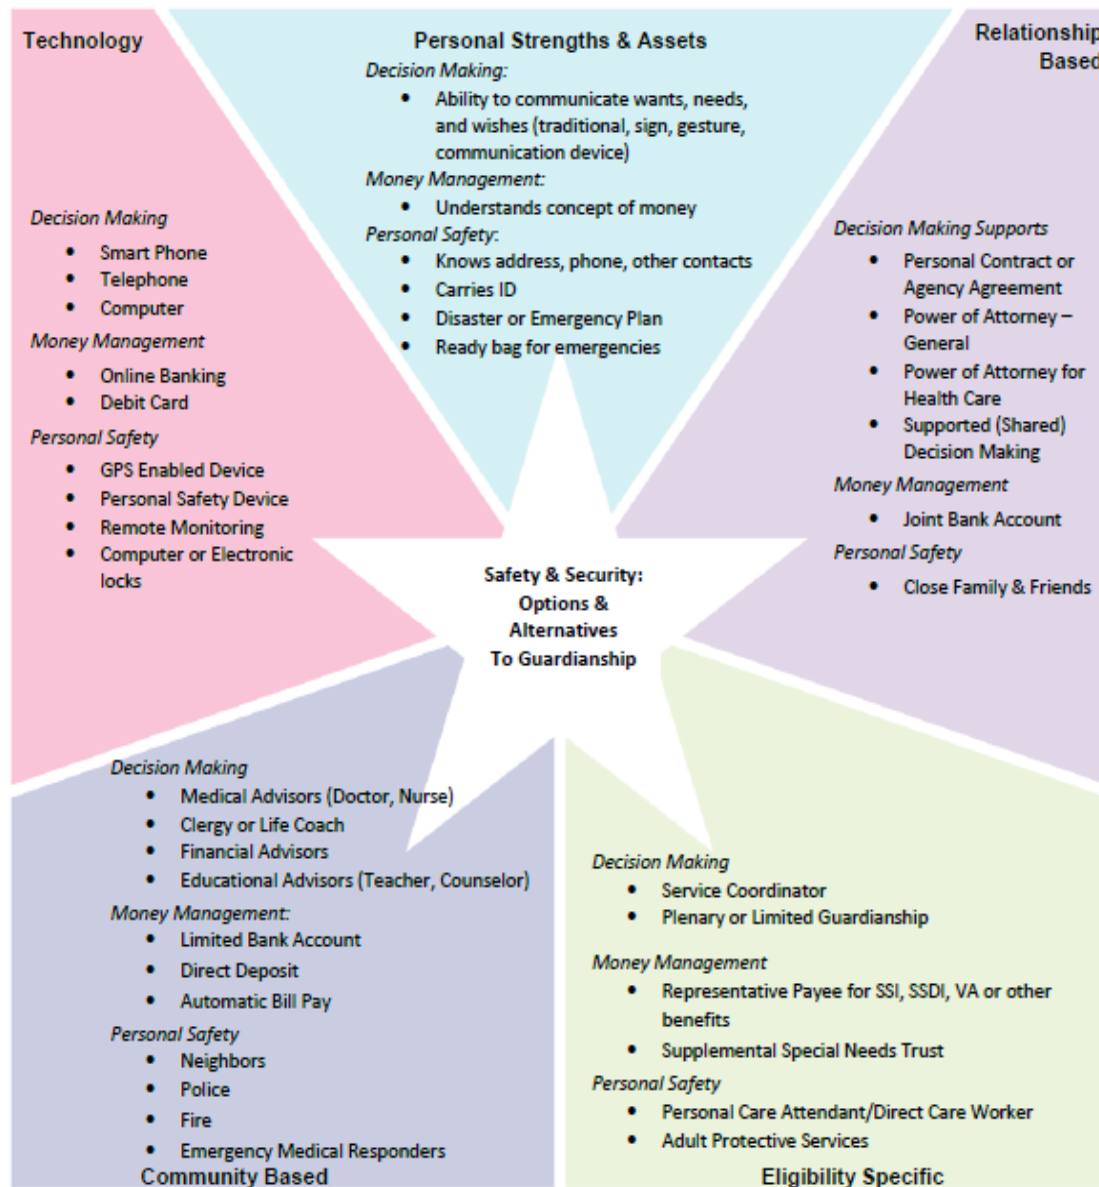 Technology
Decision Making
• Smart Phone
• Telephone
• Computer
Money Management
• Online Banking
• Debit Card
Personal Safety
• GPS Enabled Device
• Personal Safety Device
• Remote Monitoring
• Computer or Electronic
locks
Personal Strengths & Assets
Decision Making:
• Ability to communicate wants, needs,
and wishes (traditional, sign, gesture,
communication device)
Money Management:
• Understands concept of money
Personal Safety:
• Knows address, phone, other contacts
• Carries ID
• Disaster or Emergency Plan
• Ready bag for emergencies
Relationship
Based
Decision Making Supports
• Personal Contract or
Agency Agreement
• Power of Attorney –
General
• Power of Attorney for
Health Care
• Supported (Shared)
Decision Making
Money Management
• Joint Bank Account
Personal Safety
• Close Family & Friends
Safety & Security:
Options &
Alternatives
To Guardianship
Decision Making
• Medical Advisors (Doctor, Nurse)
• Clergy or Life Coach
• Financial Advisors
• Educational Advisors (Teacher, Counselor)
Money Management:
• Limited Bank Account
• Direct Deposit
• Automatic Bill Pay
Personal Safety
• Neighbors
• Police
• Fire
• Emergency Medical Responders
Community Based
Decision Making
• Service Coordinator
• Plenary or Limited Guardianship
Money Management
• Representative Payee for SSI, SSDI, VA or other
benefits
• Supplemental Special Needs Trust
Personal Safety
• Personal Care Attendant/Direct Care Worker
• Adult Protective Services
Eligibility Specific